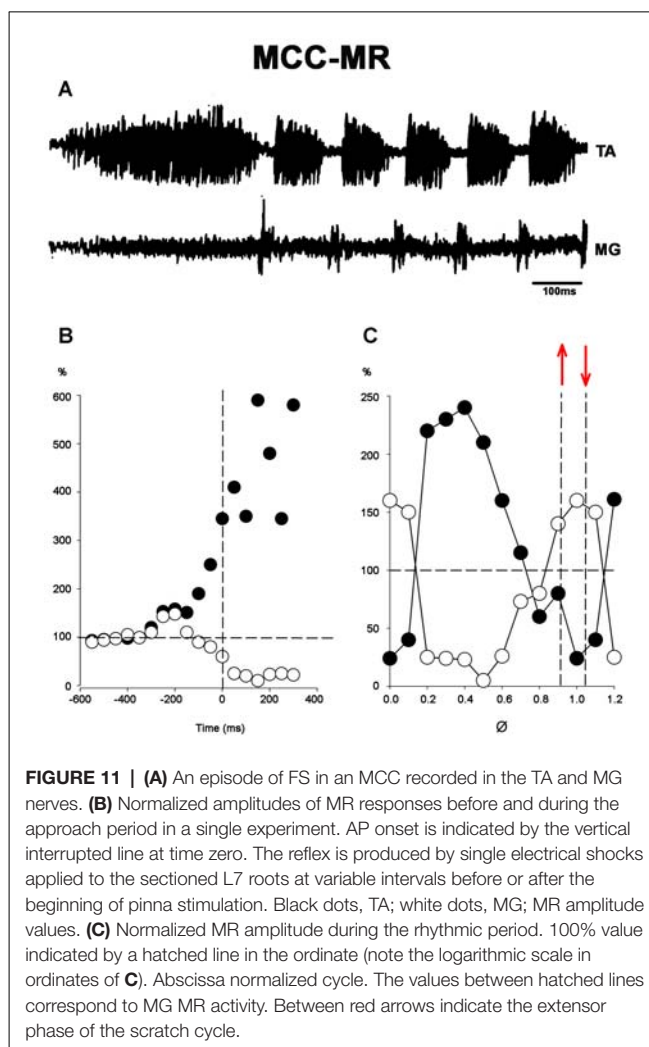 MCC-MR
A
TA
MG
100ms
B
%
600
500
400
300
200
100
0
-600 -400 -200 0 200 400
Time (ms)
C
%
250
200
150
100
50
0
0.0 0.2 0.4 0.6 0.8 1.0 1.2
Ø
FIGURE 11 | (A) An episode of FS in an MCC recorded in the TA and MG
nerves. (B) Normalized amplitudes of MR responses before and during the
approach period in a single experiment. AP onset is indicated by the vertical
interrupted line at time zero. The reflex is produced by single electrical shocks
applied to the sectioned L7 roots at variable intervals before or after the
beginning of pinna stimulation. Black dots, TA; white dots, MG; MR amplitude
values. (C) Normalized MR amplitude during the rhythmic period. 100% value
indicated by a hatched line in the ordinate (note the logarithmic scale in
ordinates of C). Abscissa normalized cycle. The values between hatched lines
correspond to MG MR activity. Between red arrows indicate the extensor
phase of the scratch cycle.